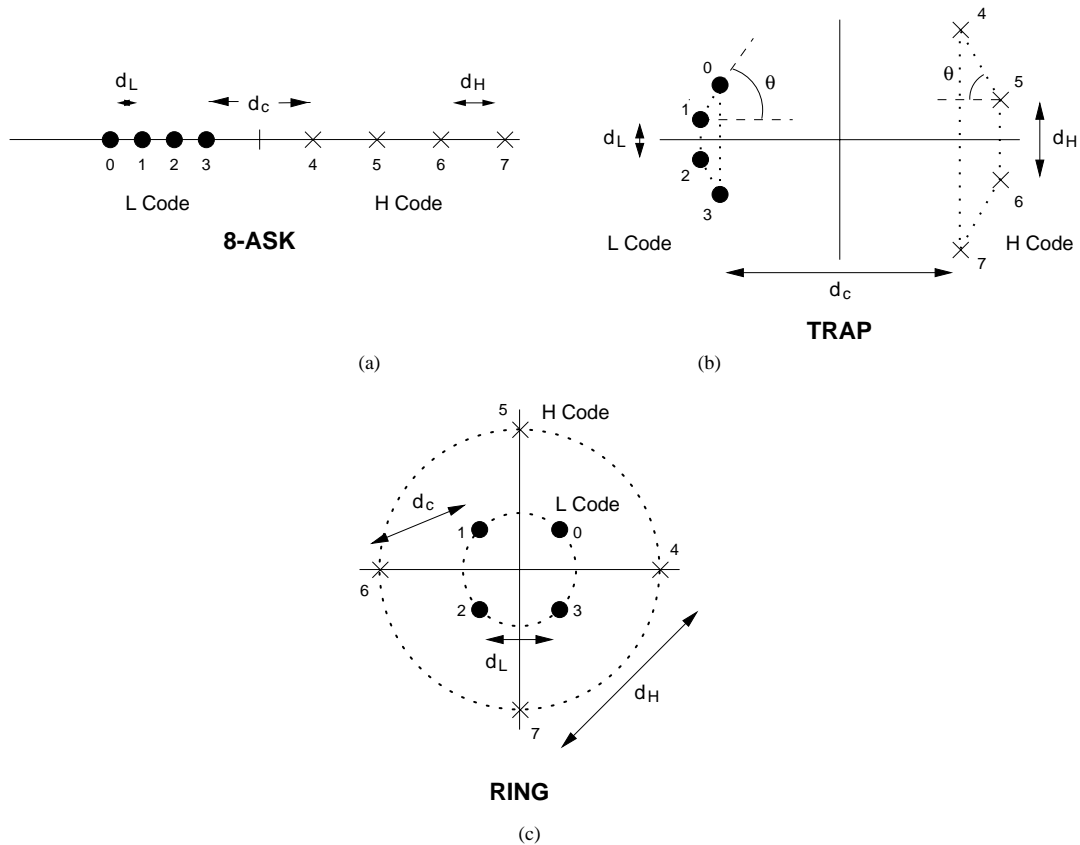 d_L
d_c
d_H
0 1 2 3 4 5 6 7
L Code H Code
8-ASK
(a)
4
0 θ
θ 5
1
d_L d_H
2
3 6
7
L Code H Code
d_c
TRAP
(b)
5 H Code
d_c L Code
1 0
4
6
2 3
d_L
d_H
7
RING
(c)